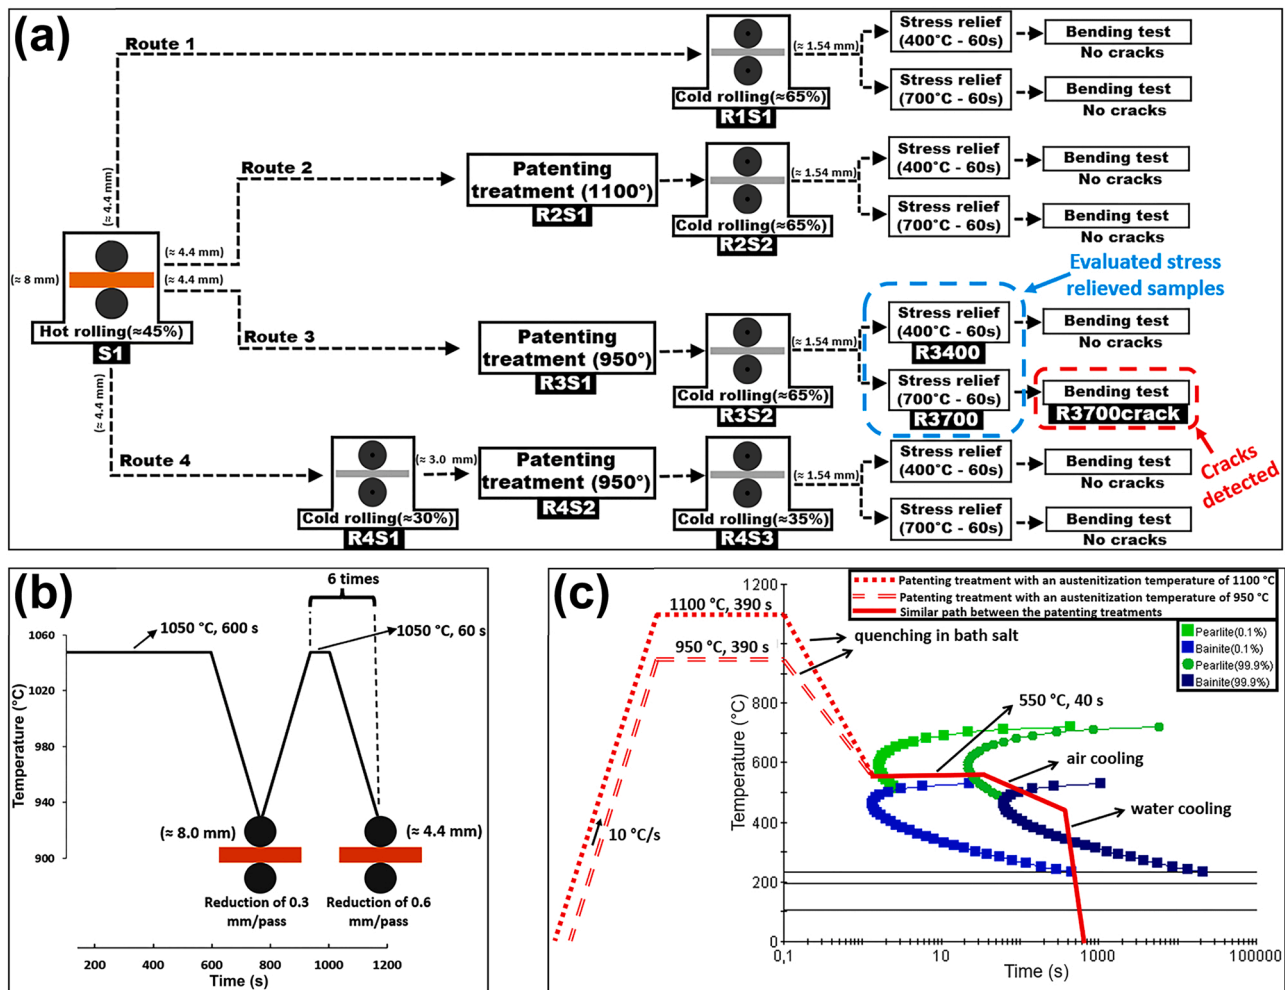 (a)
Route 1
(≈ 4.4 mm)
Cold rolling(≈65%)
R1S1
(≈ 1.54 mm)
Stress relief
(400°C - 60s)
Bending test
No cracks
Stress relief
(700°C - 60s)
Bending test
No cracks
Route 2
(≈ 4.4 mm)
Patenting
treatment (1100°)
R2S1
Cold rolling(≈65%)
R2S2
(≈ 1.54 mm)
Stress relief
(400°C - 60s)
Bending test
No cracks
Stress relief
(700°C - 60s)
Bending test
No cracks
(≈ 8 mm)
Hot rolling(≈45%)
S1
(≈ 4.4 mm)
Route 3
Patenting
treatment (950°)
R3S1
Cold rolling(≈65%)
R3S2
(≈ 1.54 mm)
Evaluated stress
relieved samples
Stress relief
(400°C - 60s)
R3400
Bending test
No cracks
Stress relief
(700°C - 60s)
R3700
Bending test
R3700crack
Cracks
detected
(≈ 4.4 mm)
Route 4
Cold rolling(≈30%)
R4S1
(≈ 3.0 mm)
Patenting
treatment (950°)
R4S2
Cold rolling(≈35%)
R4S3
(≈ 1.54 mm)
Stress relief
(400°C - 60s)
Bending test
No cracks
Stress relief
(700°C - 60s)
Bending test
No cracks
(b)
6 times
1050 °C, 600 s
1050 °C, 60 s
Temperature (°C)
1060
1020
980
940
900
(≈ 8.0 mm)
(≈ 4.4 mm)
Reduction of 0.3
mm/pass
Reduction of 0.6
mm/pass
200 400 600 800 1000 1200
Time (s)
(c)
Patenting treatment with an austenitization temperature of 1100 °C
Patenting treatment with an austenitization temperature of 950 °C
Similar path between the patenting treatments
Pearlite(0.1%)
Bainite(0.1%)
Pearlite(99.9%)
Bainite(99.9%)
1100 °C, 390 s
950 °C, 390 s
quenching in bath salt
550 °C, 40 s
air cooling
water cooling
10 °C/s
Temperature (°C)
1200
1000
800
600
400
200
0
0,1 10 100 1000 100000
Time (s)